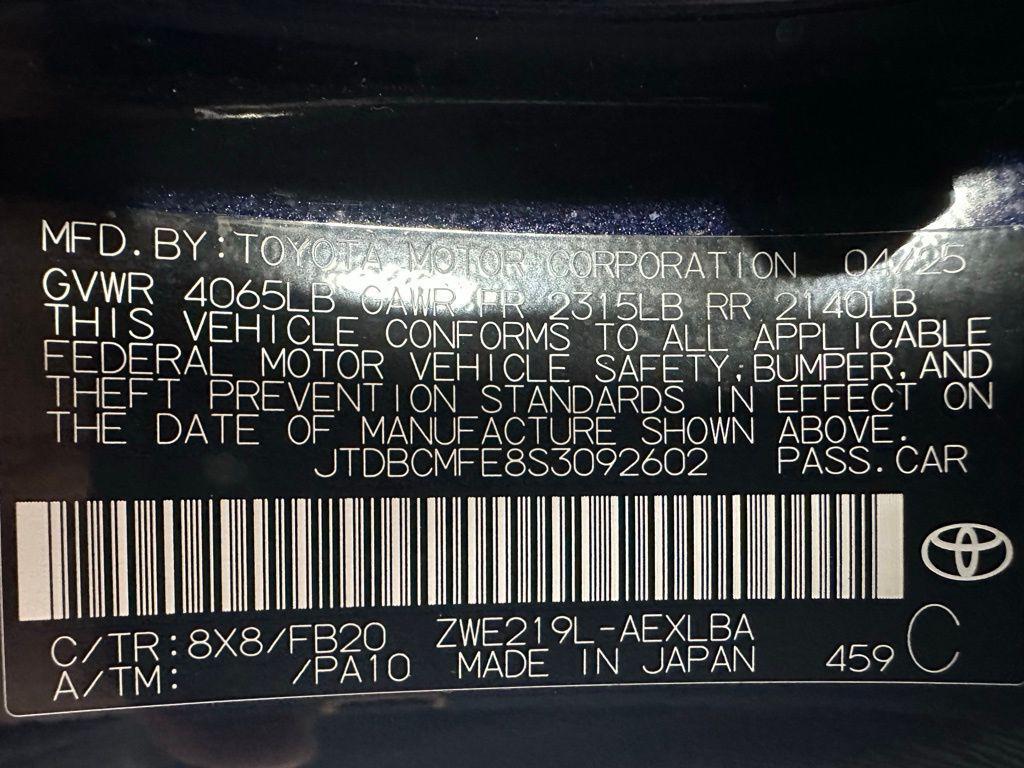 MFD. BY: TOYOTA MOTOR CORPORATION 04/25
GVWR 4065LB GAWR FR 2315LB RR 2140LB
THIS VEHICLE CONFORMS TO ALL APPLICABLE
FEDERAL MOTOR VEHICLE SAFETY, BUMPER, AND
THEFT PREVENTION STANDARDS IN EFFECT ON
THE DATE OF MANUFACTURE SHOWN ABOVE.
JTDBCMFE8S3092602 PASS. CAR
C/TR: 8X8/FB20 ZWE219L-AEXLBA
A/TM: /PA10 MADE IN JAPAN 459 C